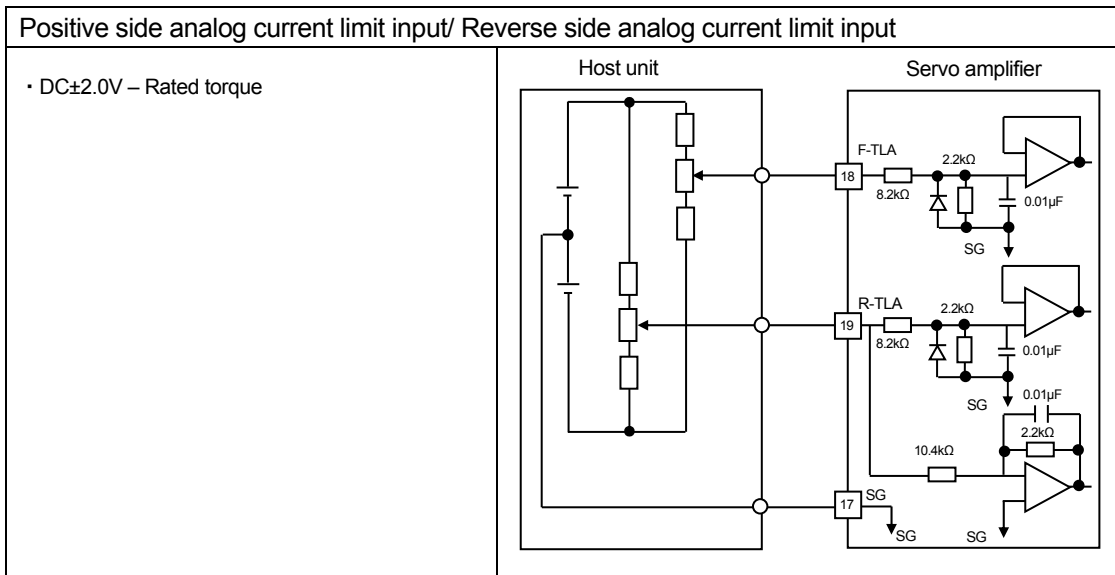 Positive side analog current limit input/ Reverse side analog current limit input
・DC±2.0V – Rated torque
Host unit
Servo amplifier
F-TLA
18
8.2kΩ
2.2kΩ
0.01μF
SG
R-TLA
19
8.2kΩ
2.2kΩ
0.01μF
SG
0.01μF
2.2kΩ
10.4kΩ
17
SG
SG
SG